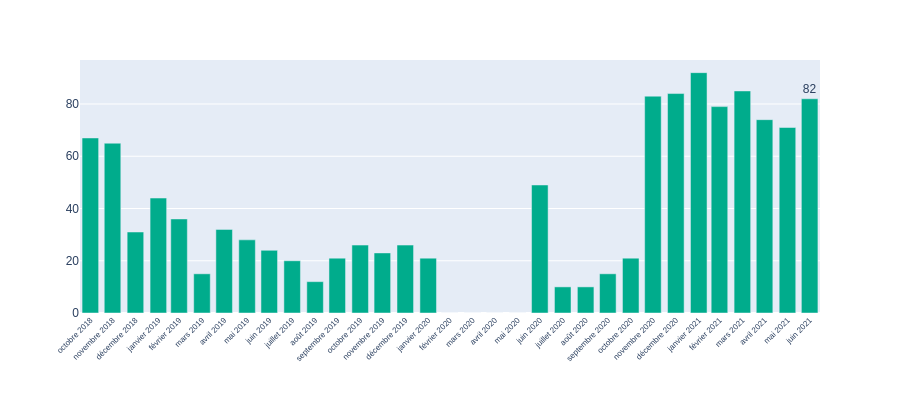 82
80
60
40
20
0
octobre 2018
novembre 2018
décembre 2018
janvier 2019
février 2019
mars 2019
avril 2019
mai 2019
juin 2019
juillet 2019
août 2019
septembre 2019
octobre 2019
novembre 2019
décembre 2019
janvier 2020
février 2020
mars 2020
avril 2020
mai 2020
juin 2020
juillet 2020
août 2020
septembre 2020
octobre 2020
novembre 2020
décembre 2020
janvier 2021
février 2021
mars 2021
avril 2021
mai 2021
juin 2021